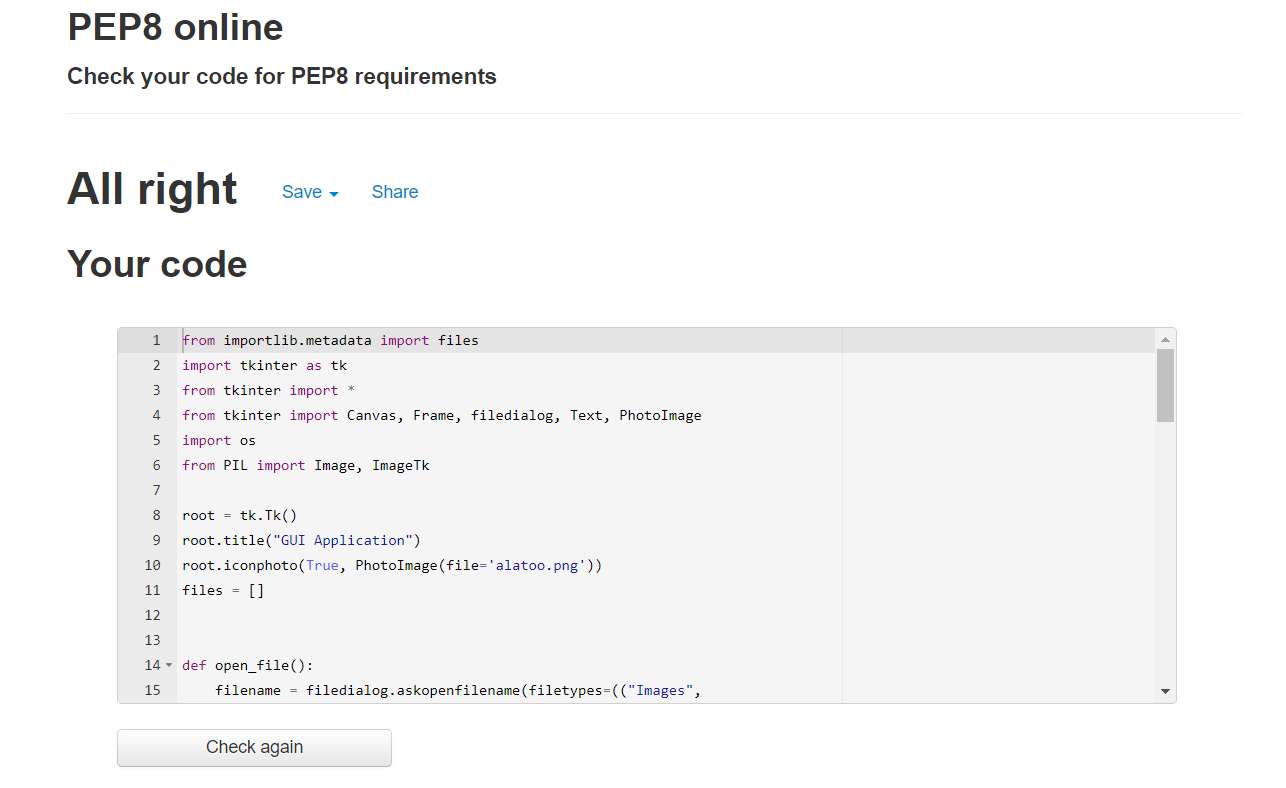 PEP8 online
Check your code for PEP8 requirements
All right Save Share
Your code
1 from importlib.metadata import files
2 import tkinter as tk
3 from tkinter import *
4 from tkinter import Canvas, Frame, filedialog, Text, PhotoImage
5 import os
6 from PIL import Image, ImageTk
7
8 root = tk.Tk()
9 root.title("GUI Application")
10 root.iconphoto(True, PhotoImage(file='alatoo.png'))
11 files = []
12
13
14 def open_file():
15     filename = filedialog.askopenfilename(filetypes=(("Images",
Check again